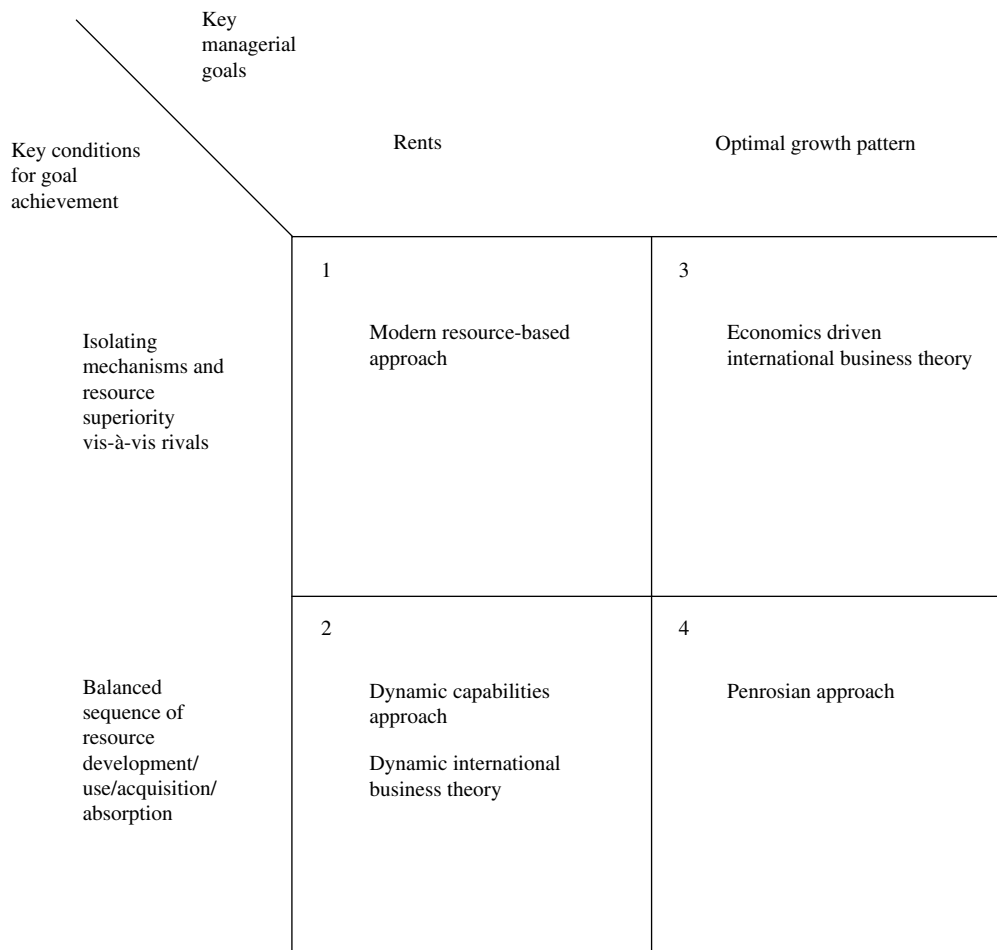 Key
managerial
goals
Key conditions
for goal
achievement
Rents
Optimal growth pattern
Isolating
mechanisms and
resource
superiority
vis-à-vis rivals
1
Modern resource-based
approach
3
Economics driven
international business theory
Balanced
sequence of
resource
development/
use/acquisition/
absorption
2
Dynamic capabilities
approach
Dynamic international
business theory
4
Penrosian approach